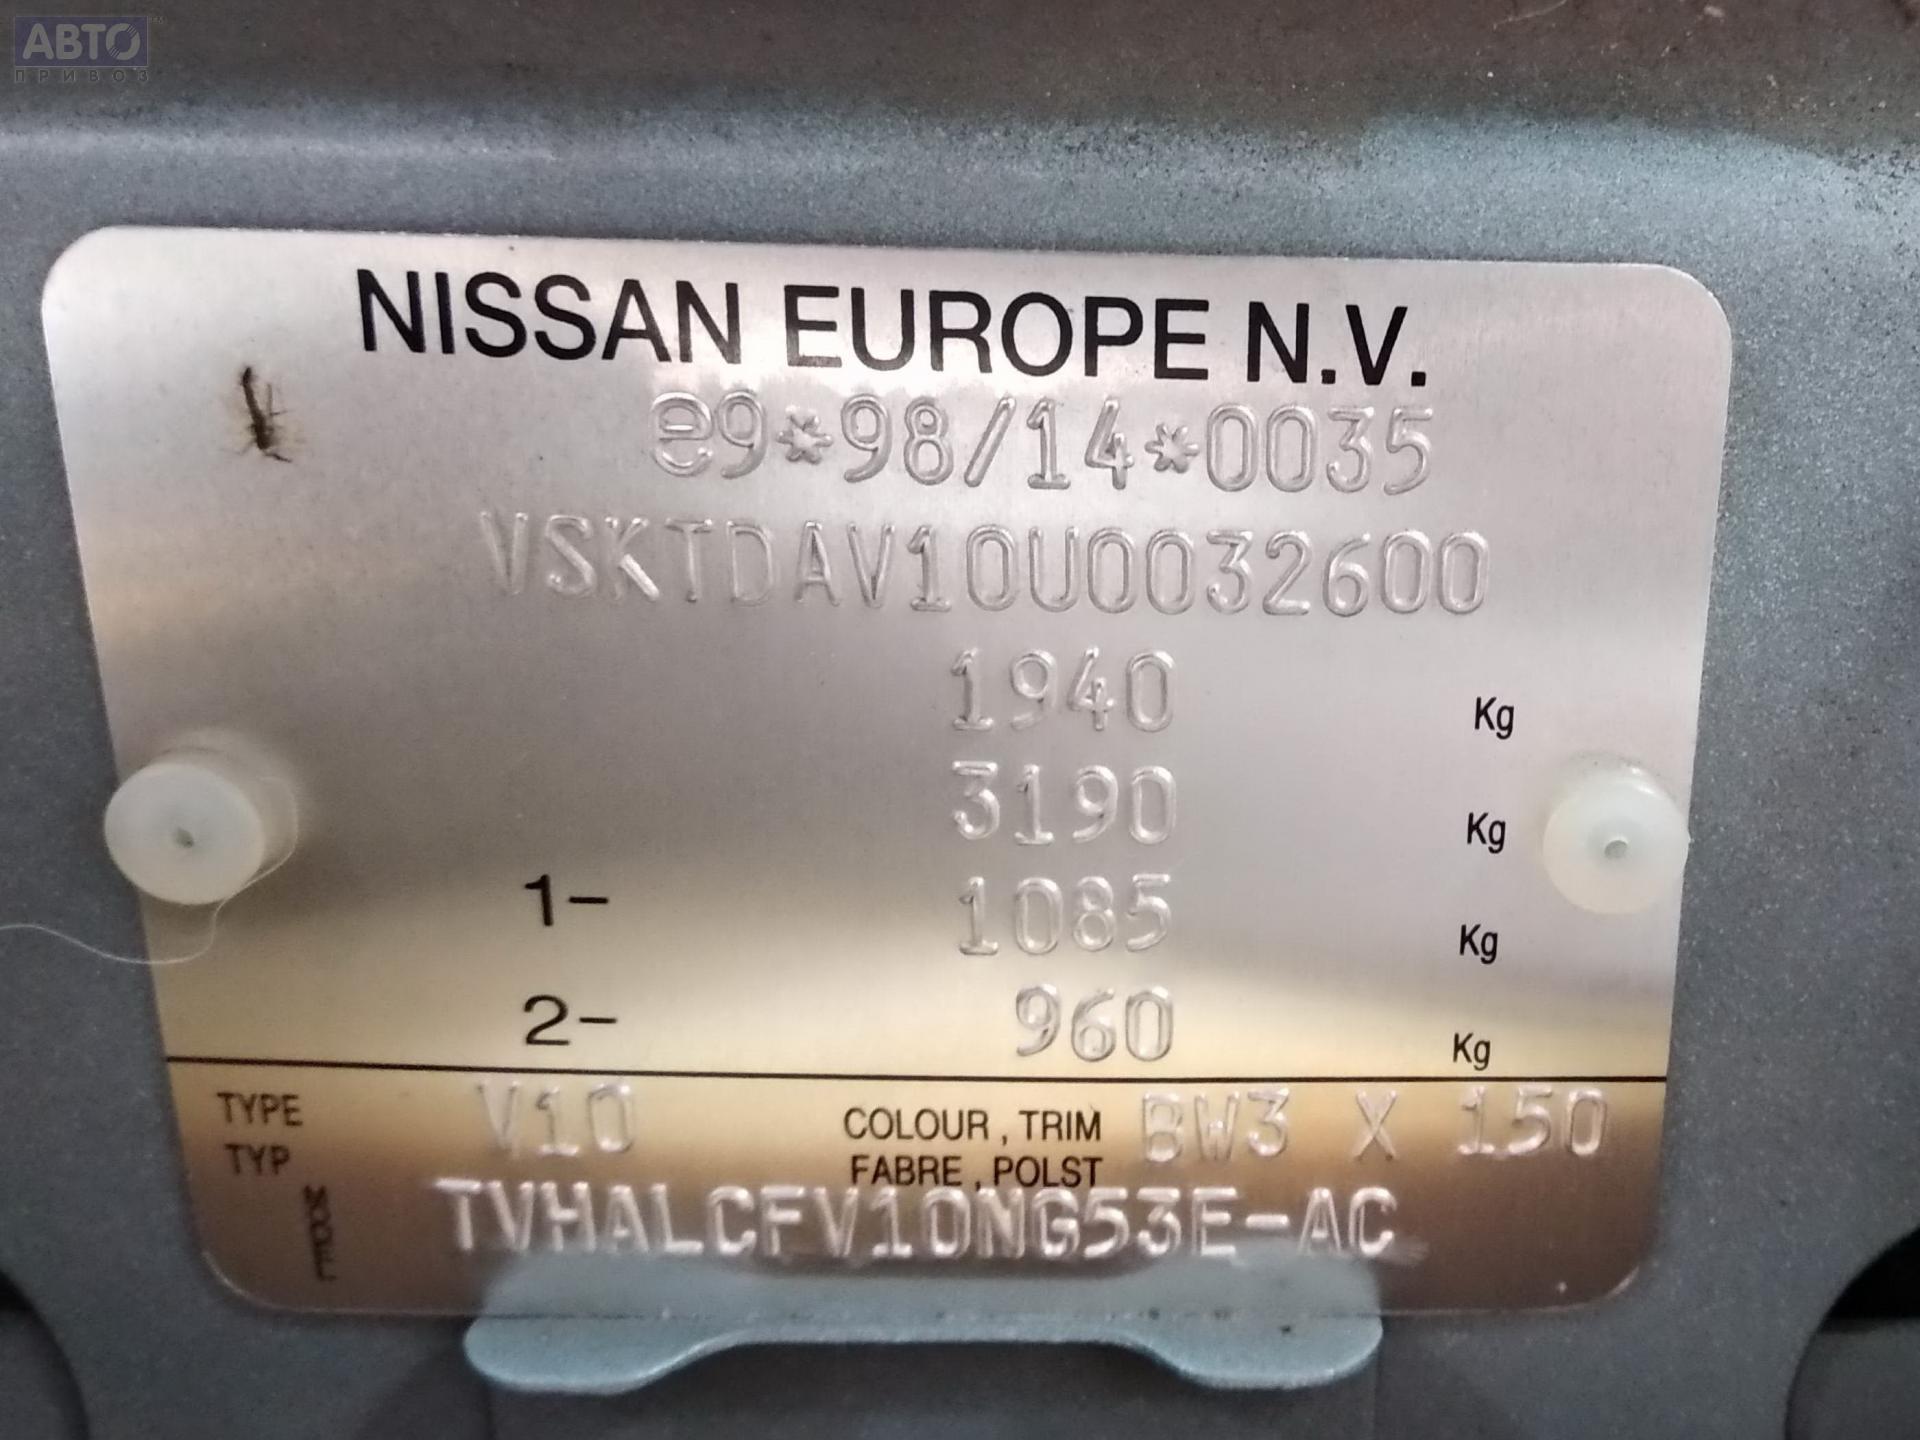 АВТО
ПРИВОЗ
NISSAN EUROPE N.V.
e9*98/14*0035
VSKTDAV10U0032600
1940 Kg
3190 Kg
1- 1085 Kg
2- 960 Kg
TYPE V10 COLOUR, TRIM BW3 X 150
TYP FABRE, POLST
MODEL TVHALCFV10NG53E-AC